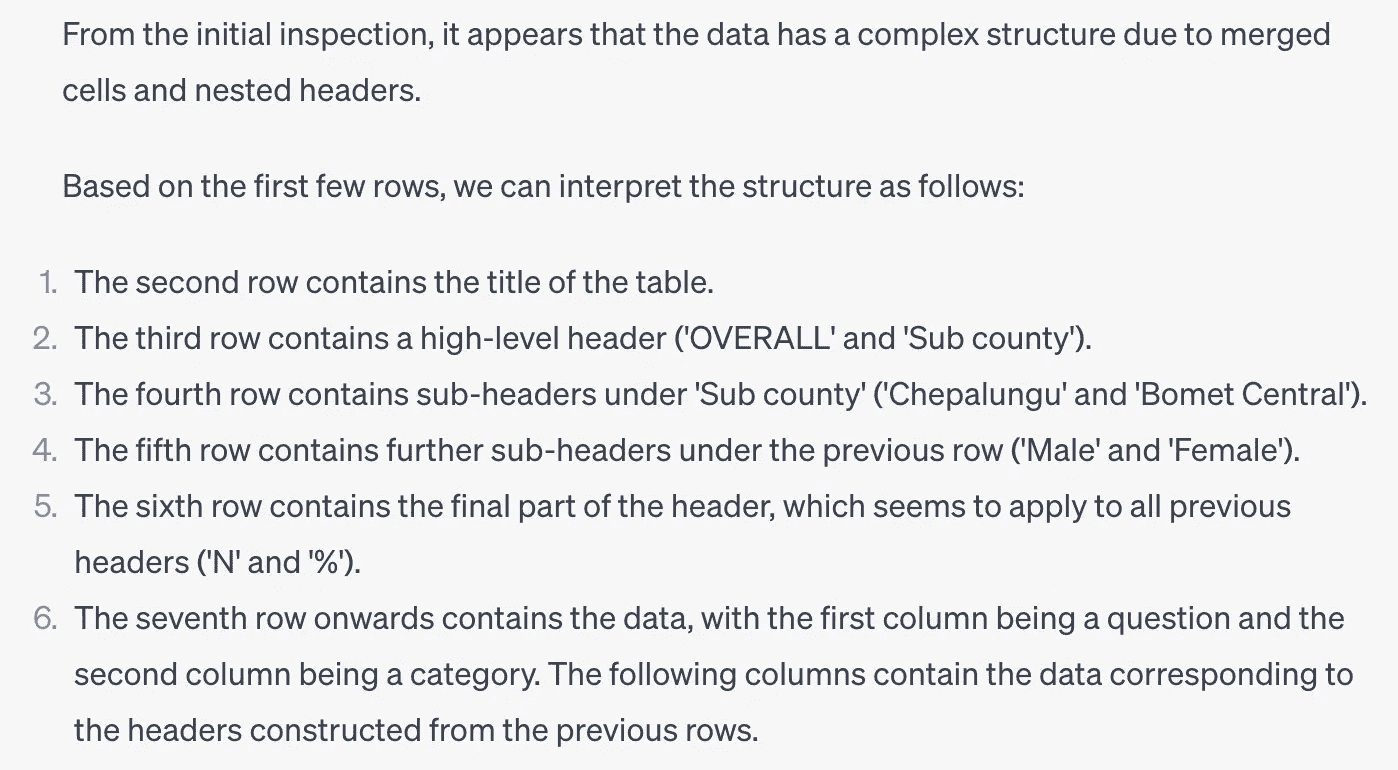 From the initial inspection, it appears that the data has a complex structure due to merged
cells and nested headers.
Based on the first few rows, we can interpret the structure as follows:
1. The second row contains the title of the table.
2. The third row contains a high-level header ('OVERALL' and 'Sub county').
3. The fourth row contains sub-headers under 'Sub county' ('Chepalungu' and 'Bomet Central').
4. The fifth row contains further sub-headers under the previous row ('Male' and 'Female').
5. The sixth row contains the final part of the header, which seems to apply to all previous
headers ('N' and '%').
6. The seventh row onwards contains the data, with the first column being a question and the
second column being a category. The following columns contain the data corresponding to
the headers constructed from the previous rows.